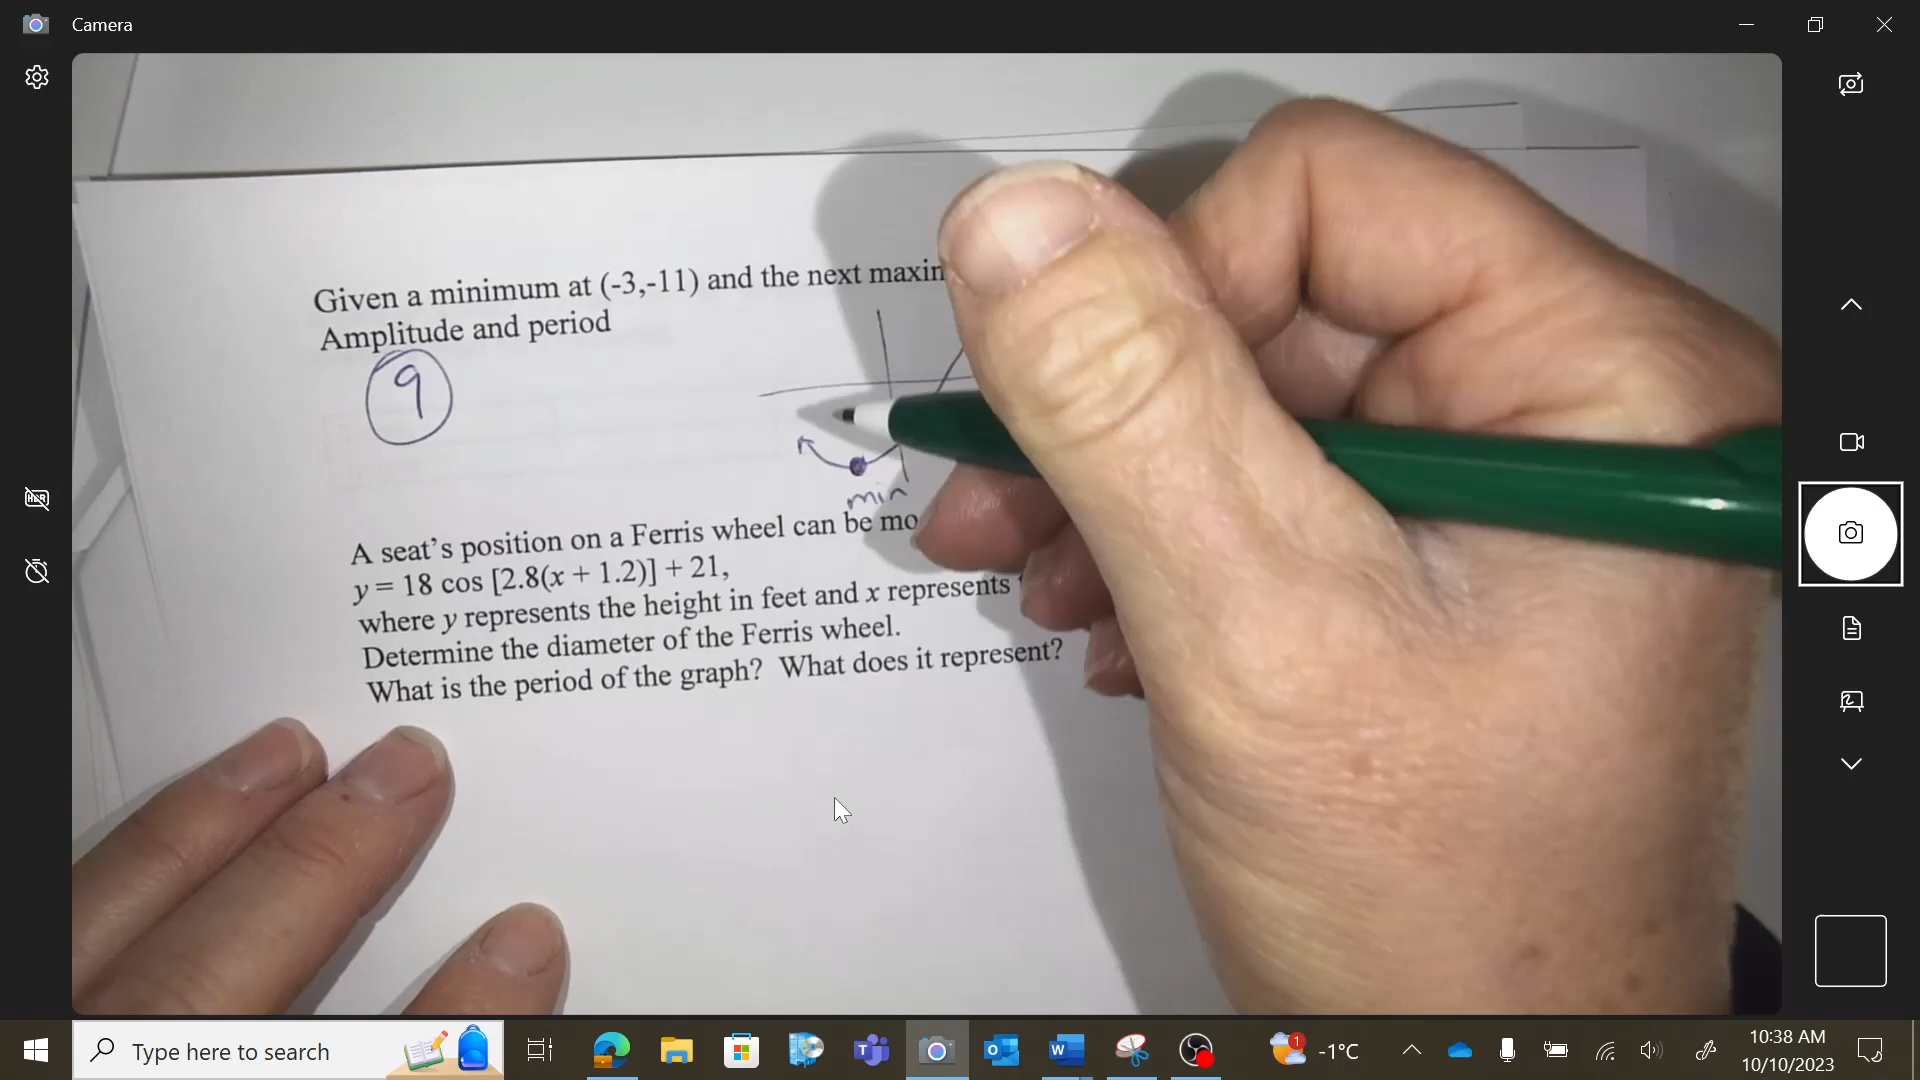 Camera
Given a minimum at (-3,-11) and the next
Amplitude and period
9
min
A seat's position on a Ferris wheel can be
y = 18 cos [2.8(x + 1.2)] + 21,
where y represents the height in feet and x represents
Determine the diameter of the Ferris wheel.
What is the period of the graph? What does it represent?
Type here to search
1
-1°C
10:38 AM
10/10/2023